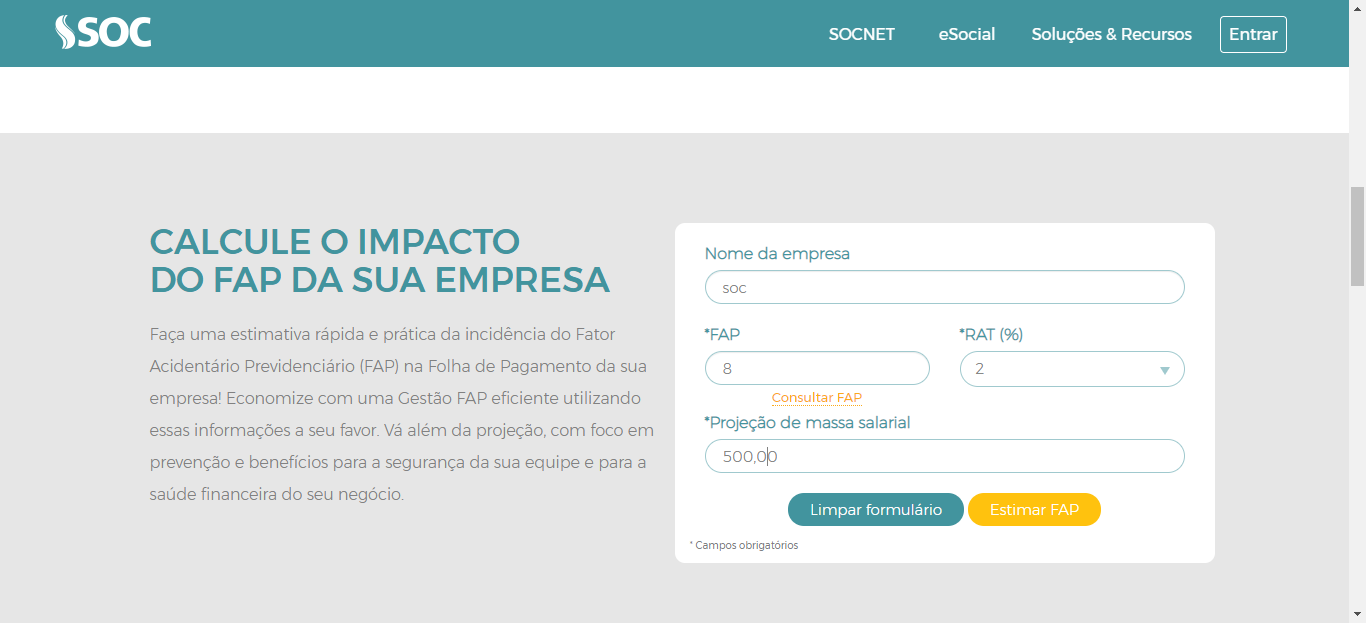 SOC
SOCNET
eSocial
Soluções & Recursos
Entrar
CALCULE O IMPACTO
DO FAP DA SUA EMPRESA
Faça uma estimativa rápida e prática da incidência do Fator
Acidentário Previdenciário (FAP) na Folha de Pagamento da sua
empresa! Economize com uma Gestão FAP eficiente utilizando
essas informações a seu favor. Vá além da projeção, com foco em
prevenção e benefícios para a segurança da sua equipe e para a
saúde financeira do seu negócio.
Nome da empresa
soc
*FAP
*RAT (%)
8
2
Consultar FAP
*Projeção de massa salarial
500,00
Limpar formulário
Estimar FAP
* Campos obrigatórios